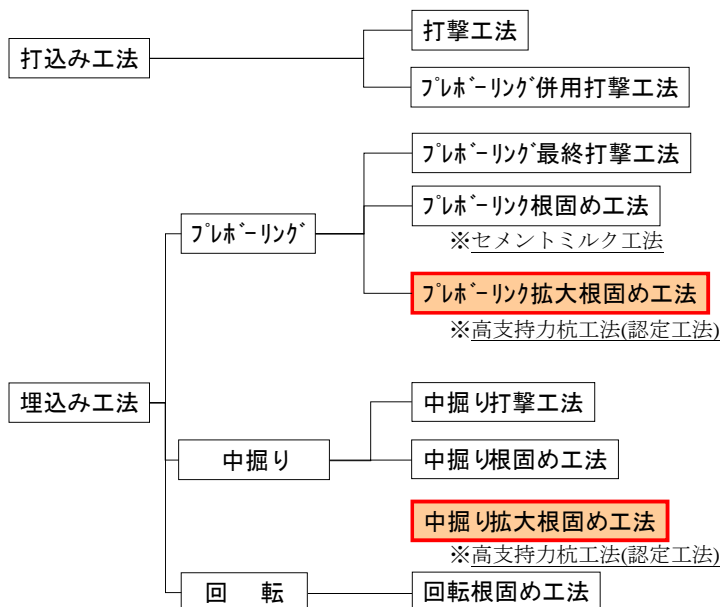 打撃工法
打込み工法
プレボーリング併用打撃工法
プレボーリング最終打撃工法
プレボーリング
プレボーリンク根固め工法
※セメントミルク工法
プレボーリンク拡大根固め工法
※高支持力杭工法(認定工法)
埋込み工法
中掘り打撃工法
中掘り
中掘り根固め工法
中掘り拡大根固め工法
※高支持力杭工法(認定工法)
回 転
回転根固め工法